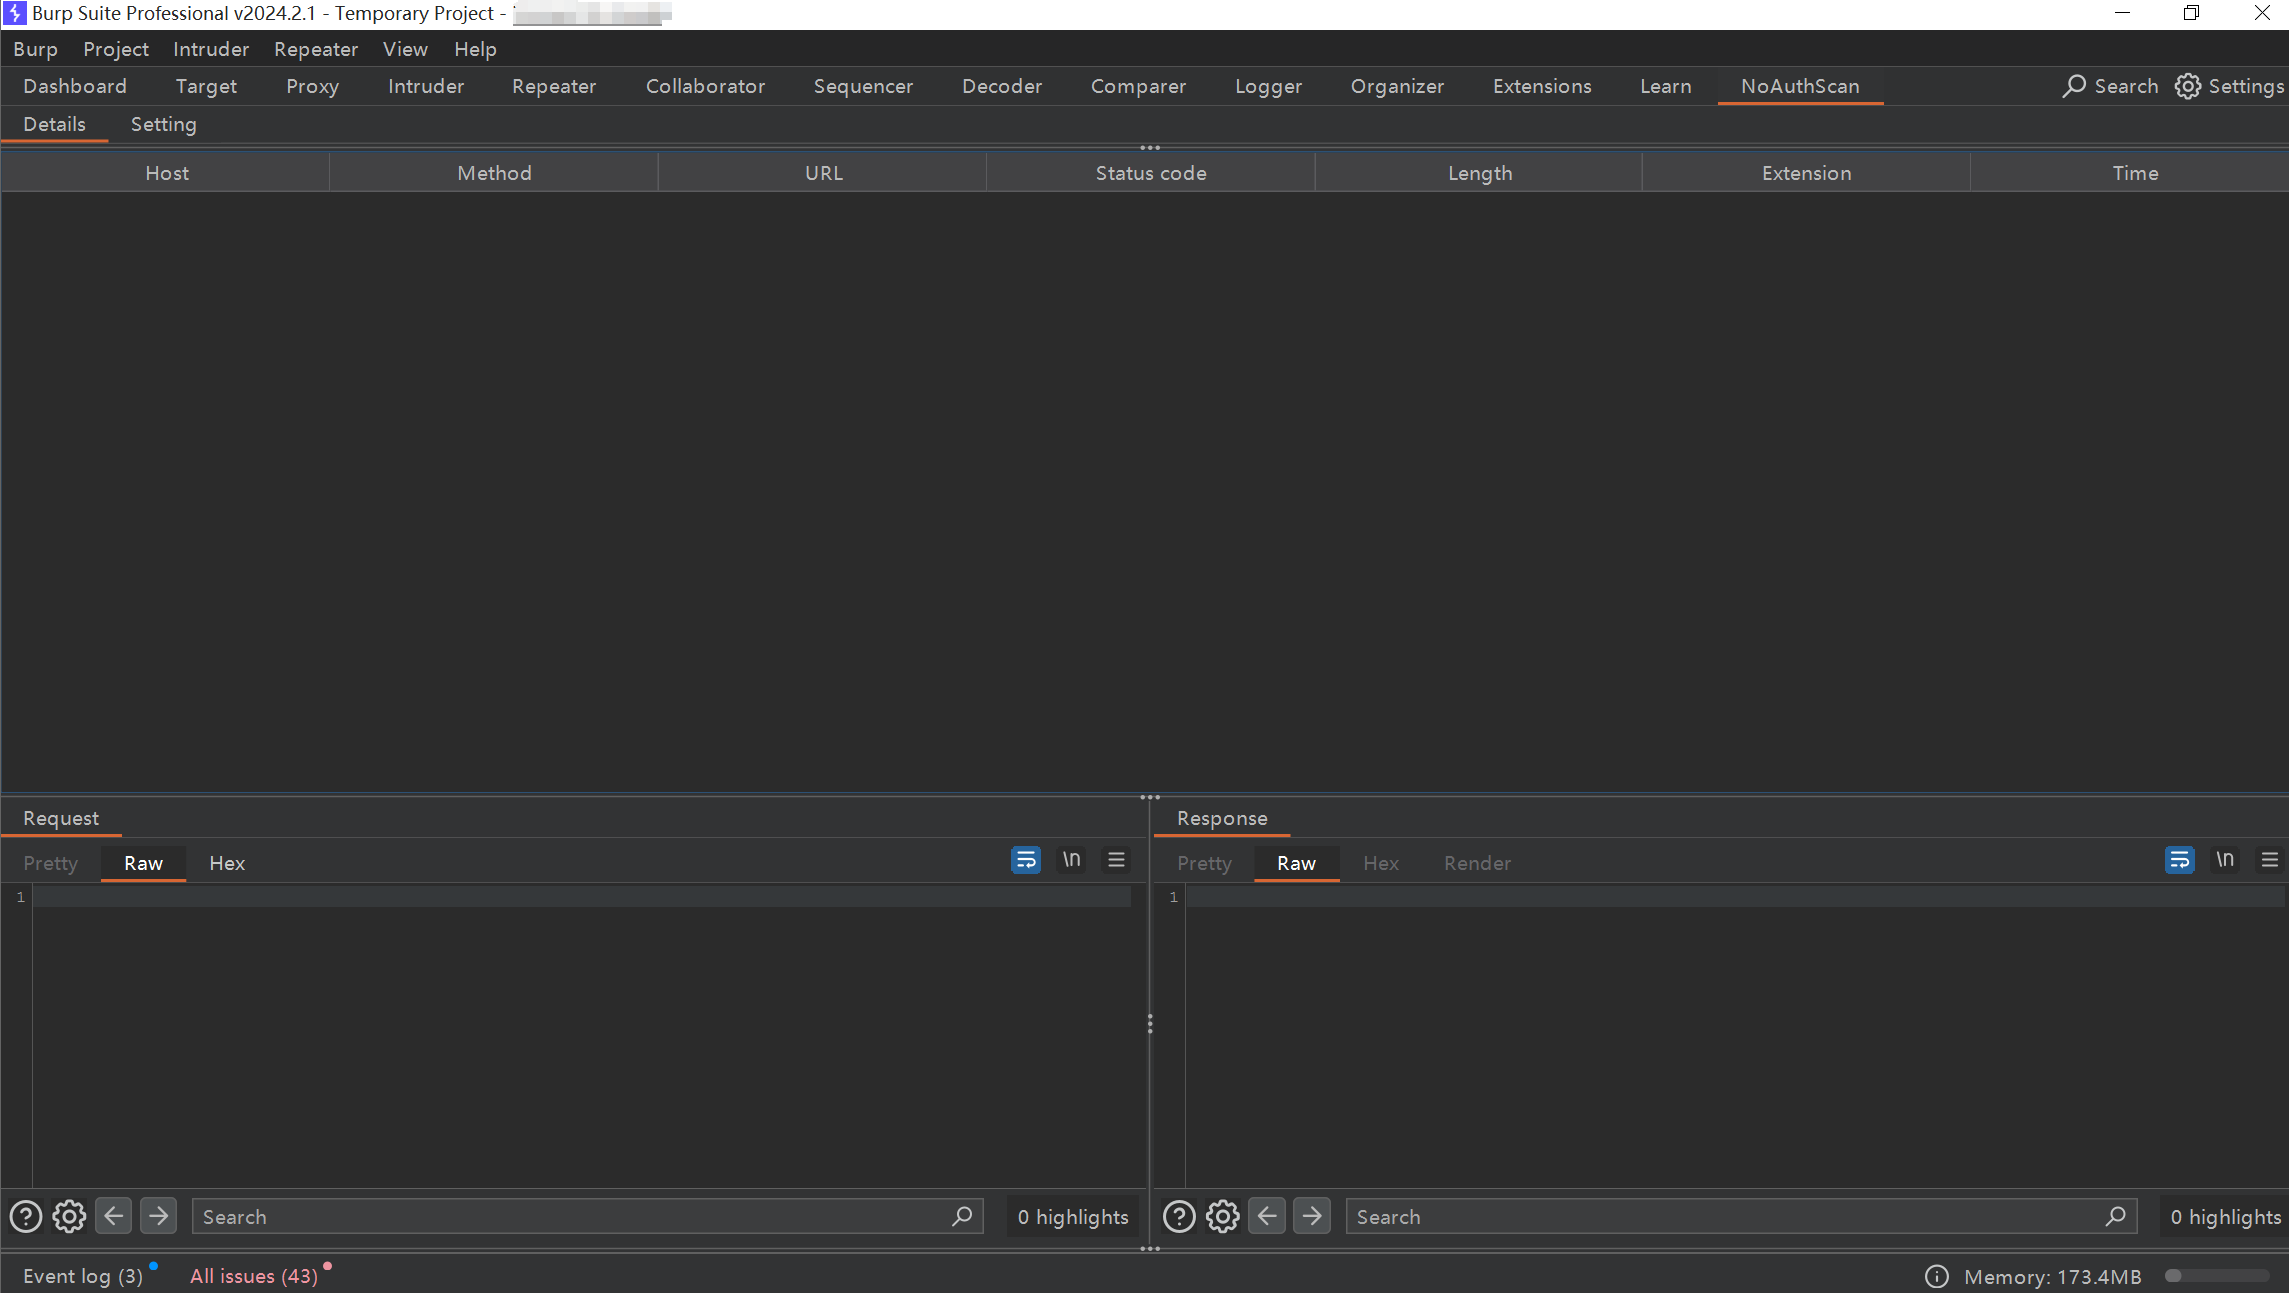 Burp Suite Professional v2024.2.1 - Temporary Project -
Burp Project Intruder Repeater View Help
Dashboard Target Proxy Intruder Repeater Collaborator Sequencer Decoder Comparer Logger Organizer Extensions Learn NoAuthScan Search Settings
Details Setting
Host Method URL Status code Length Extension Time
Request
Pretty Raw Hex \n
1
Search 0 highlights
Response
Pretty Raw Hex Render \n
1
Search 0 highlights
Event log (3) All issues (43) Memory: 173.4MB